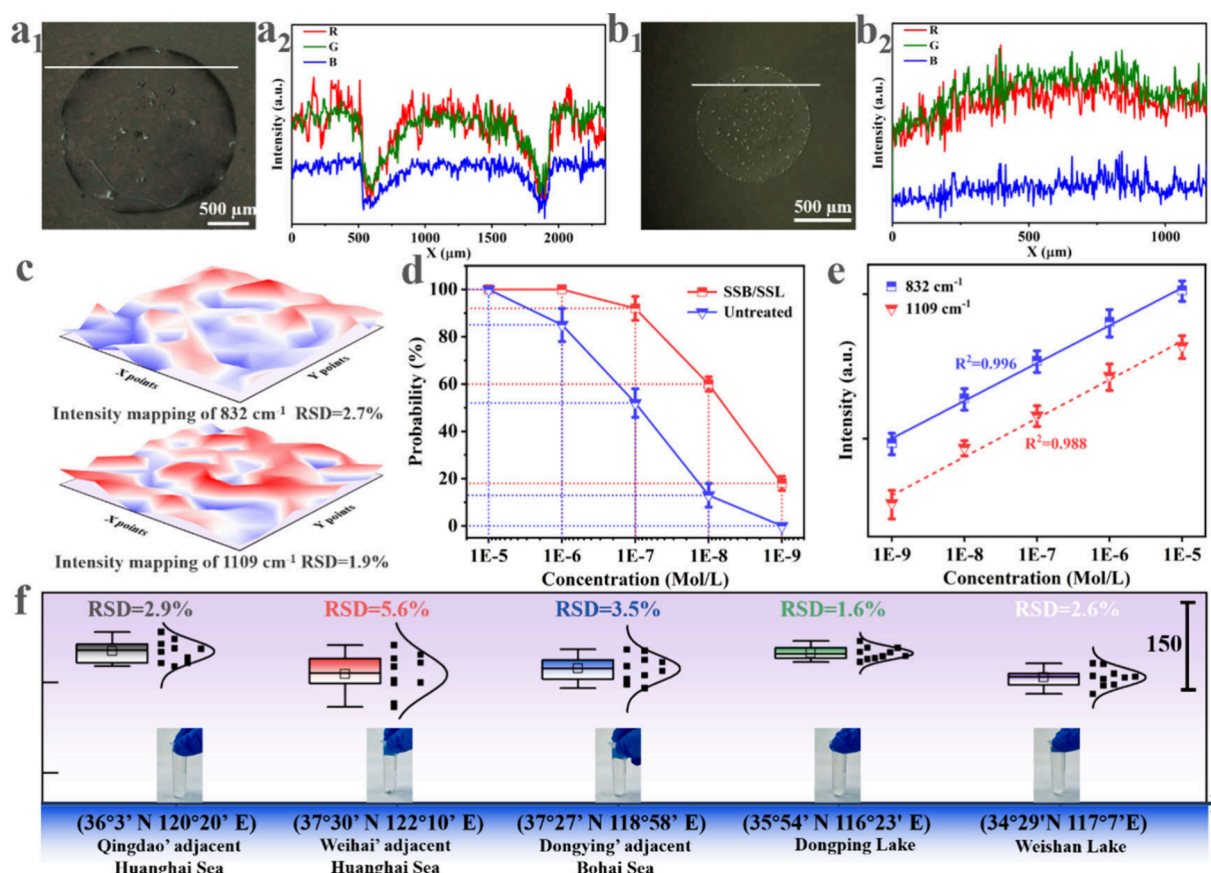 a1
500 μm
a2
R
G
B
Intensity (a.u.)
0 500 1000 1500 2000
X (μm)
b1
500 μm
b2
R
G
B
Intensity (a.u.)
0 500 1000
X (μm)
c
X points
Y points
Intensity mapping of 832 cm-1 RSD=2.7%
X points
Y points
Intensity mapping of 1109 cm-1 RSD=1.9%
d
SSB/SSL
Untreated
Probability (%)
100
80
60
40
20
0
1E-5 1E-6 1E-7 1E-8 1E-9
Concentration (Mol/L)
e
832 cm-1
1109 cm-1
R2=0.996
R2=0.988
Intensity (a.u.)
1E-9 1E-8 1E-7 1E-6 1E-5
Concentration (Mol/L)
f
RSD=2.9% RSD=5.6% RSD=3.5% RSD=1.6% RSD=2.6%
150
(36°3’ N 120°20’ E)
Qingdao’ adjacent
Huanghai Sea
(37°30’ N 122°10’ E)
Weihai’ adjacent
Huanghai Sea
(37°27’ N 118°58’ E)
Dongying’ adjacent
Bohai Sea
(35°54’ N 116°23’ E)
Dongping Lake
(34°29’N 117°7’E)
Weishan Lake